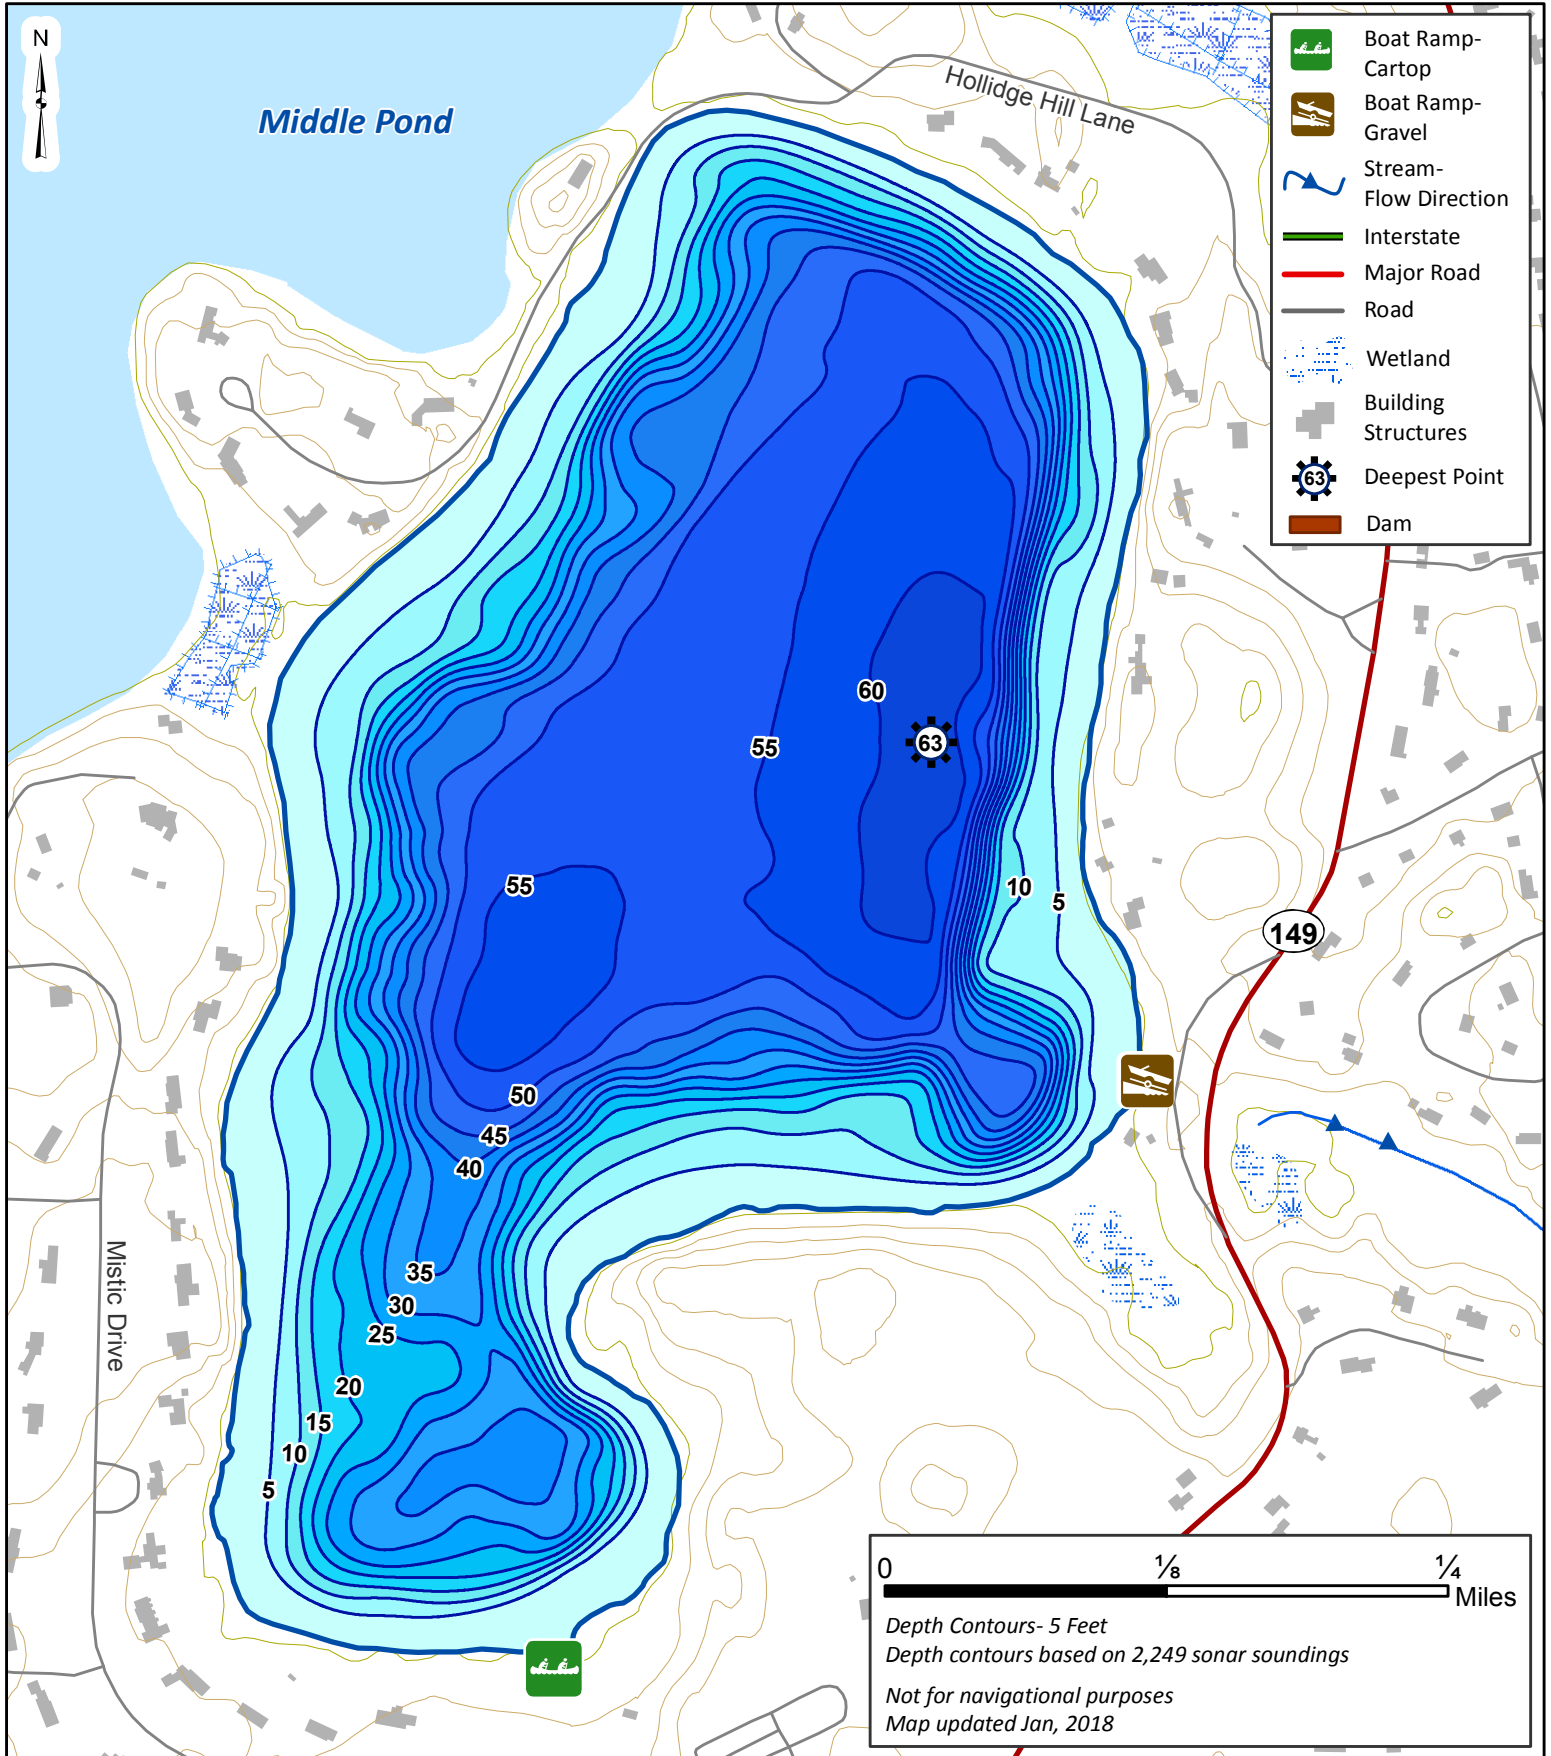 N
Middle Pond
Hollidge Hill Lane
Boat Ramp-
Cartop
Boat Ramp-
Gravel
Stream-
Flow Direction
Interstate
Major Road
Road
Wetland
Building
Structures
63
Deepest Point
Dam
60
63
55
55
10
5
149
50
45
40
35
30
25
20
15
10
5
Mistic Drive
0 ⅛ ¼
Miles
Depth Contours- 5 Feet
Depth contours based on 2,249 sonar soundings
Not for navigational purposes
Map updated Jan, 2018